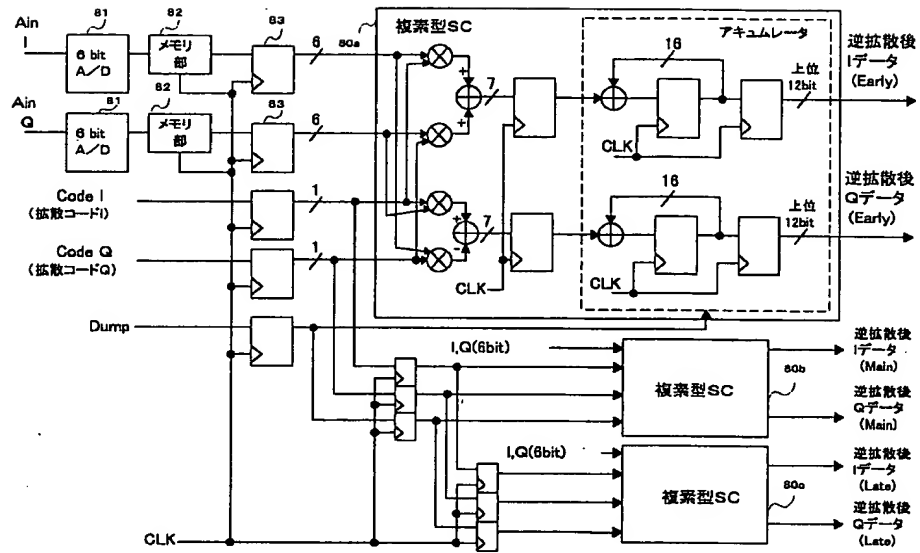 Ain
I
81
6 bit
A/D
82
メモリ
部
83
6
80a
複素型SC
アキュムレータ
16
上位
12bit
逆拡散後
Iデータ
(Early)
7
CLK
Ain
Q
81
6 bit
A/D
82
メモリ
部
83
6
Code I
(拡散コードI)
1
Code Q
(拡散コードQ)
1
7
CLK
16
上位
12bit
CLK
逆拡散後
Qデータ
(Early)
Dump
I,Q(6bit)
複素型SC
80b
逆拡散後
Iデータ
(Main)
逆拡散後
Qデータ
(Main)
I,Q(6bit)
複素型SC
逆拡散後
Iデータ
(Late)
逆拡散後
Qデータ
(Late)
CLK